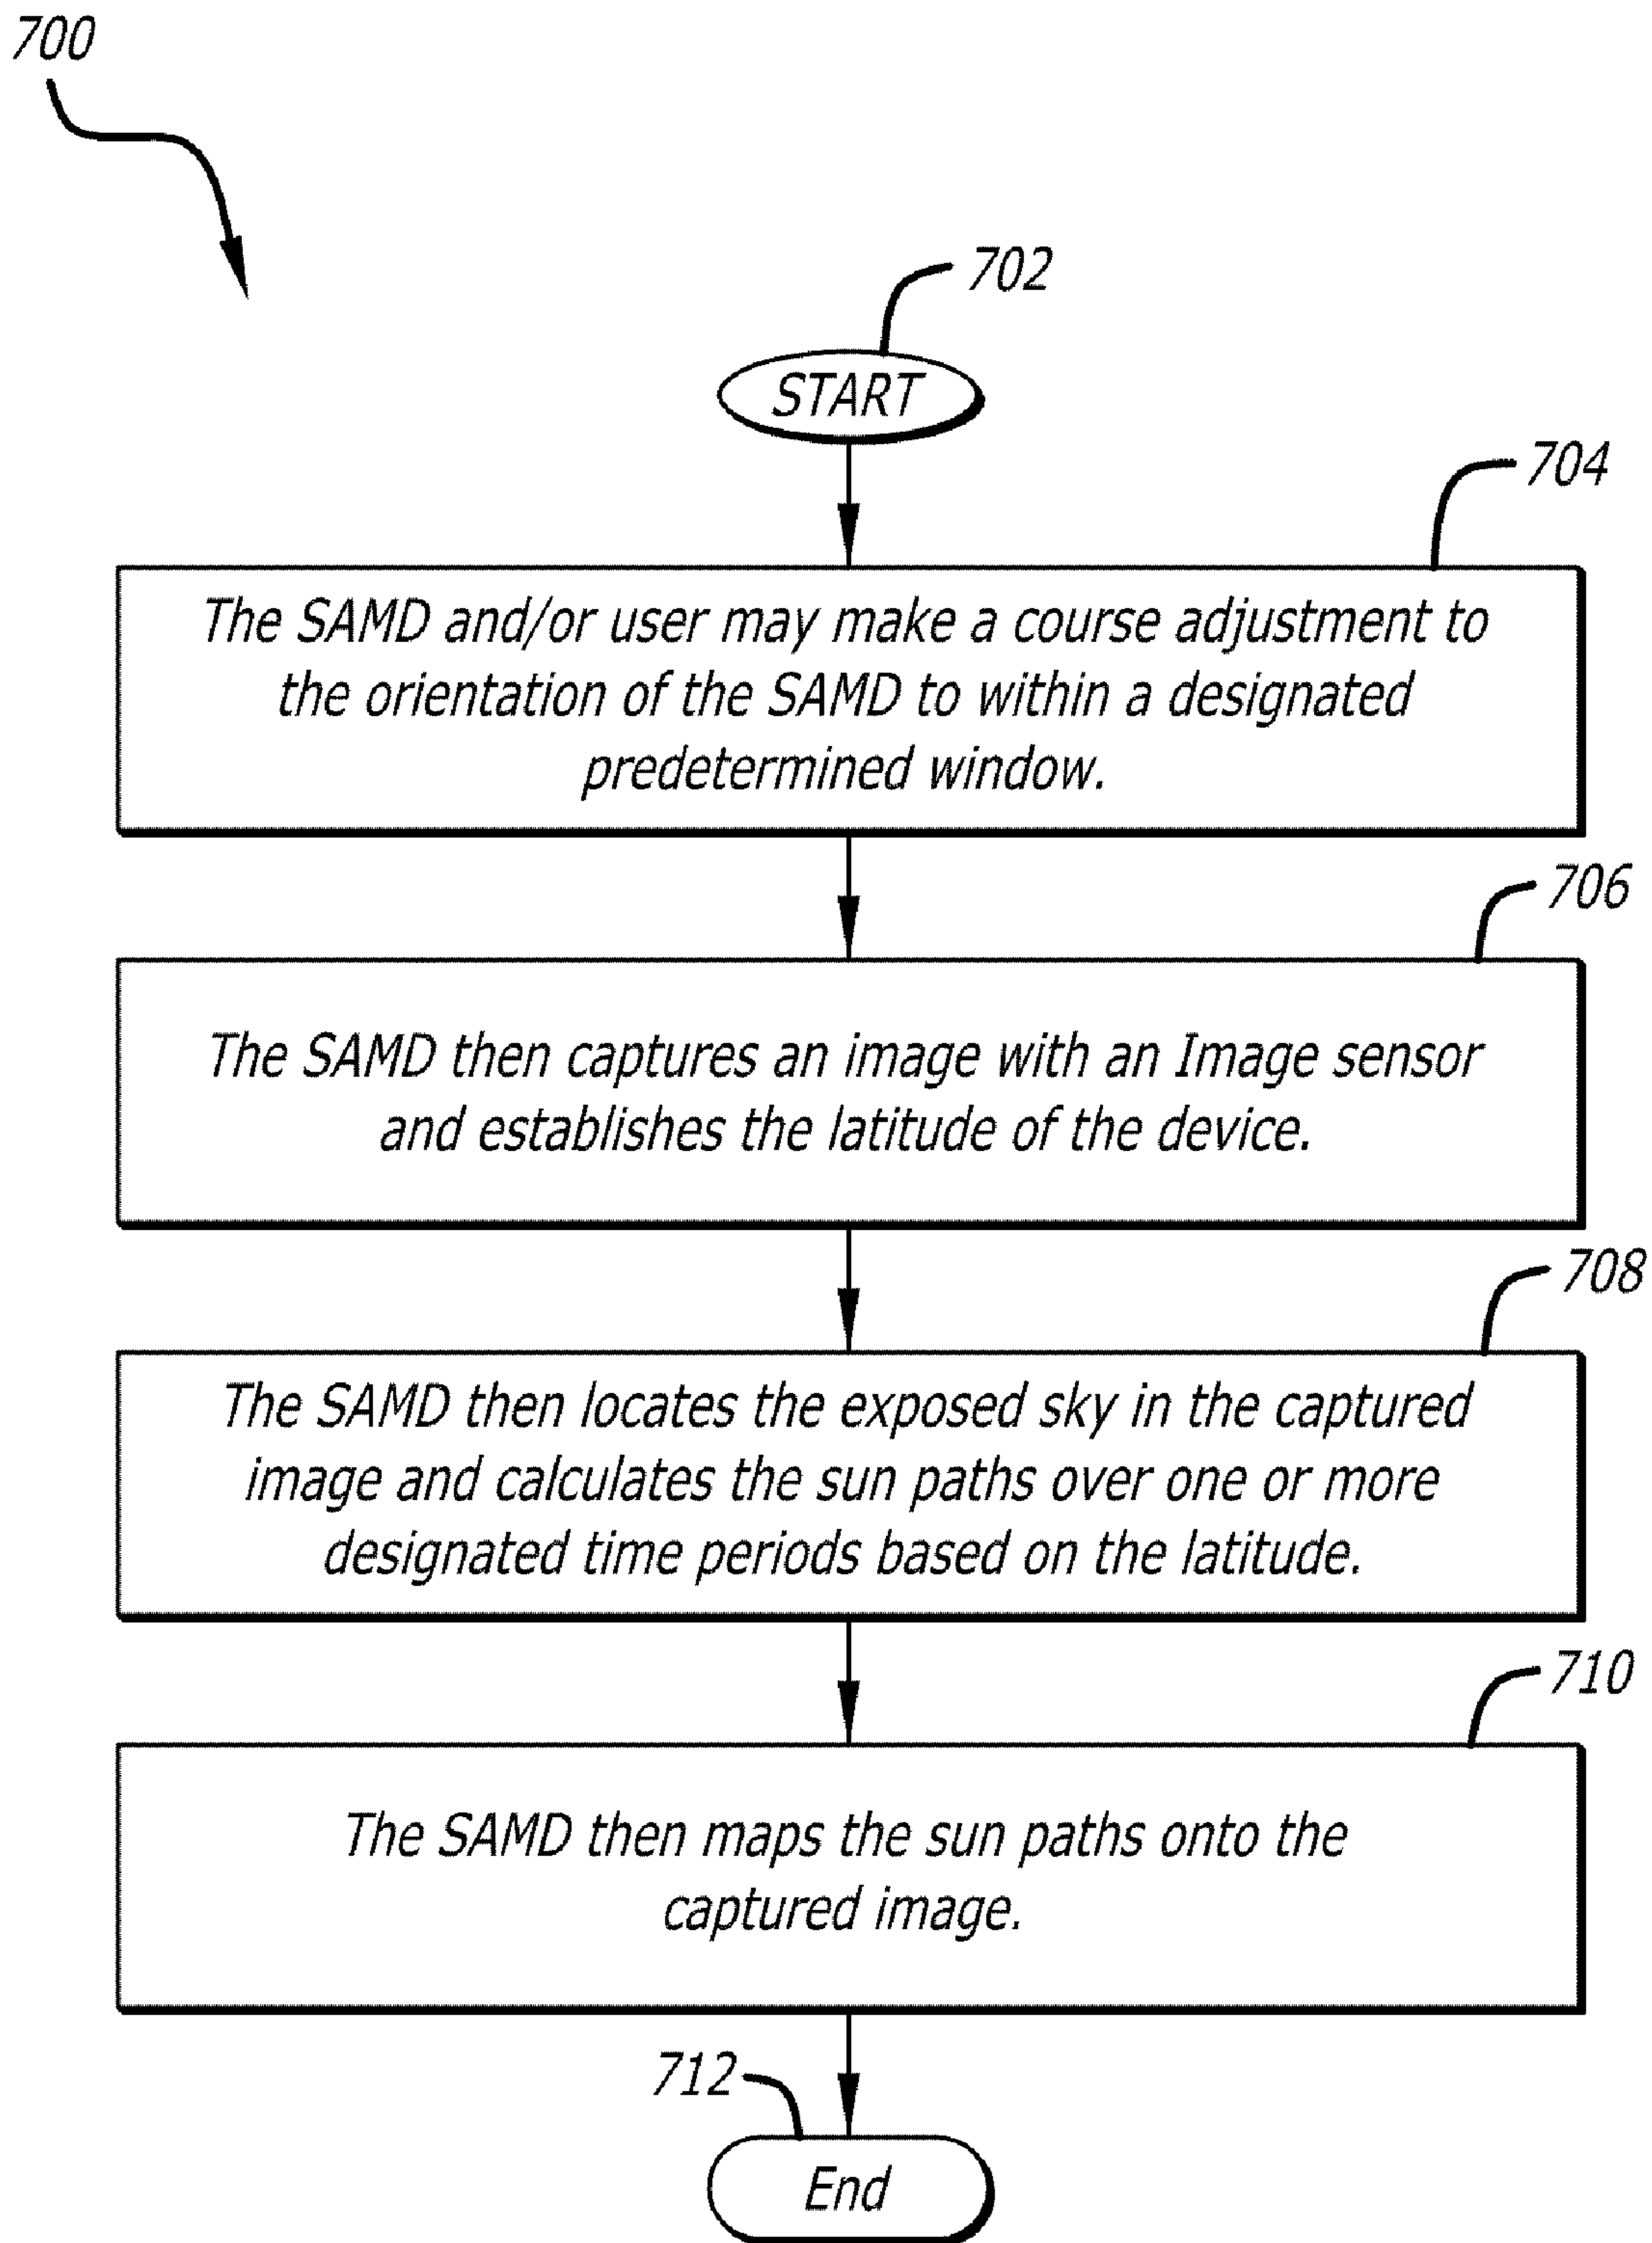 700
702
START
704
The SAMD and/or user may make a course adjustment to
the orientation of the SAMD to within a designated
predetermined window.
706
The SAMD then captures an image with an Image sensor
and establishes the latitude of the device.
708
The SAMD then locates the exposed sky in the captured
image and calculates the sun paths over one or more
designated time periods based on the latitude.
710
The SAMD then maps the sun paths onto the
captured image.
712
End